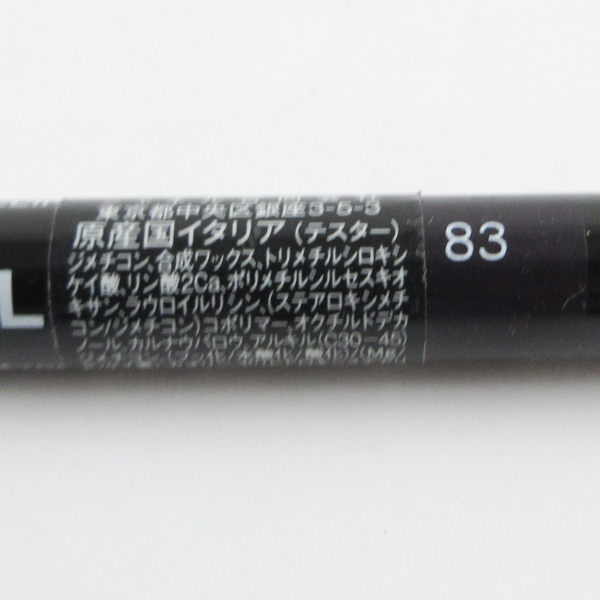 東京都中央区銀座3-5-3
原産国イタリア(テスター)
ジメチコン、合成ワックス、トリメチルシロキシ
ケイ酸、リン酸2Ca、ポリメチルシルセスキオ
キサン、ラウロイルリシン、(ステアロキシメチ
コン/ジメチコン)コポリマー、オクチルドデカ
ノール、カルナウバロウ、アルキル(C30-45)
L
83